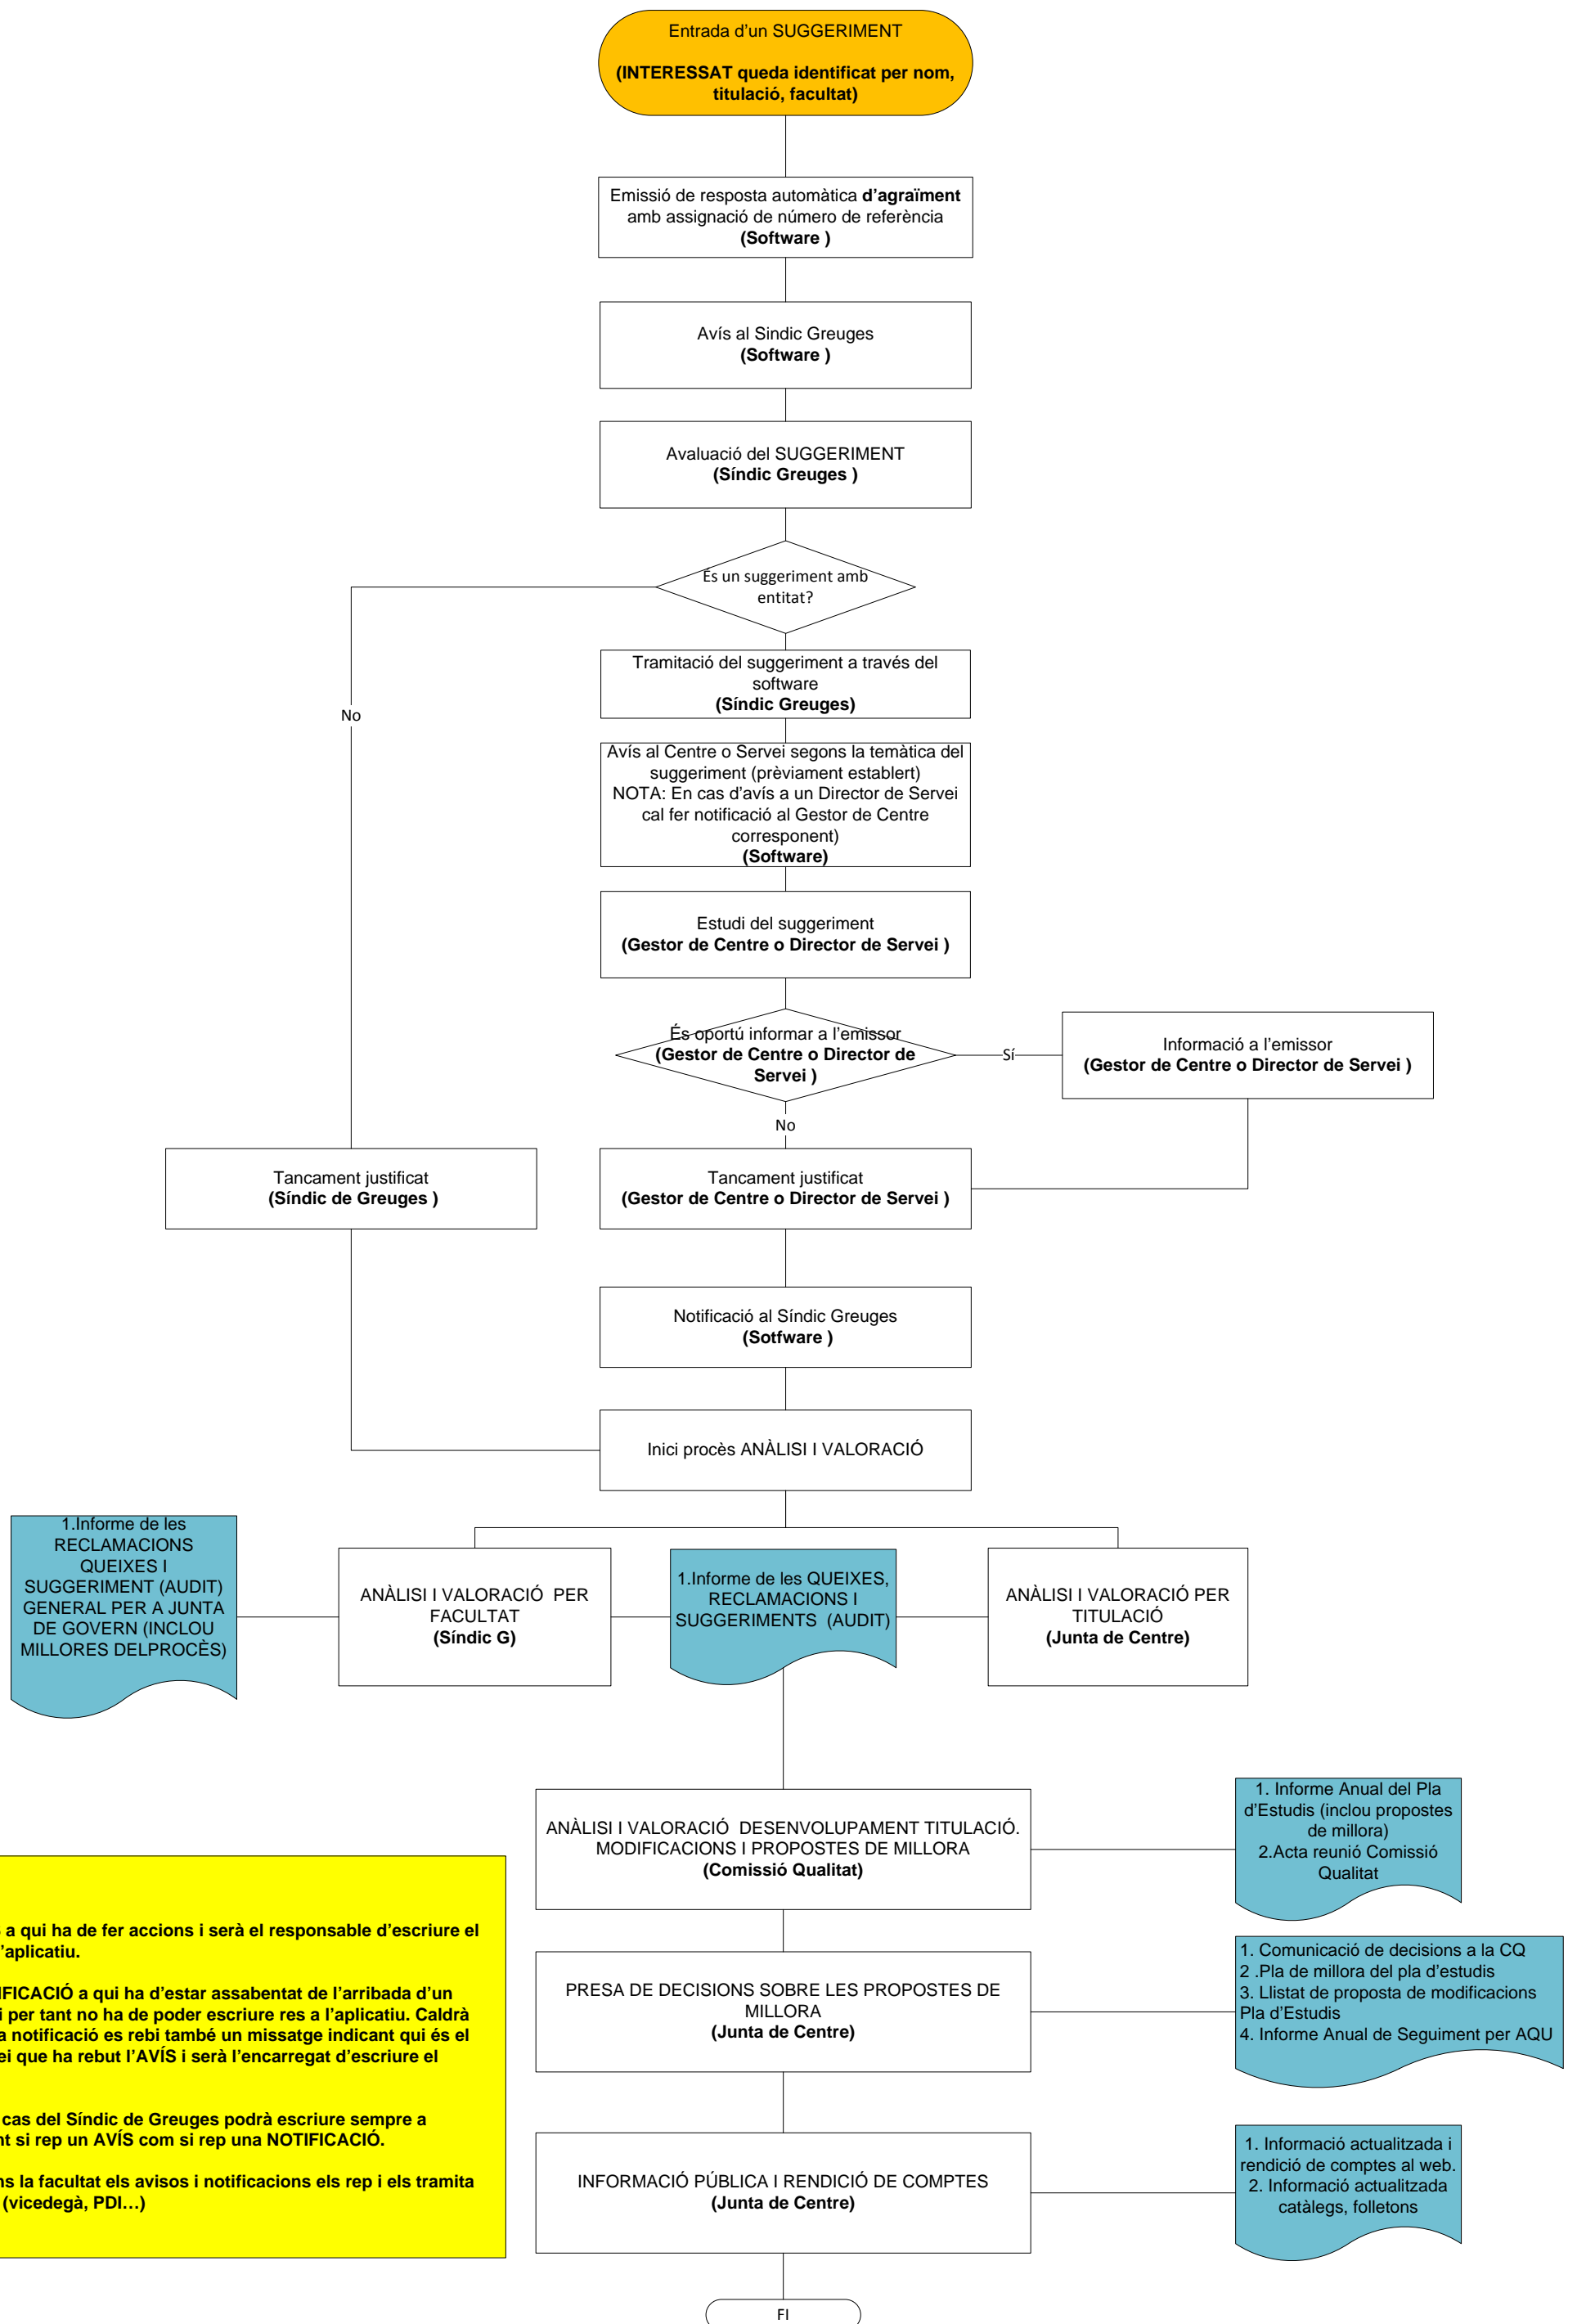 Entrada d'un SUGGERIMENT
(INTERESSAT queda identificat per nom,
titulació, facultat)
Emissió de resposta automàtica d'agraïment
amb assignació de número de referència
(Software )
Avís al Sindic Greuges
(Software )
Avaluació del SUGGERIMENT
(Síndic Greuges )
És un suggeriment amb
entitat?
Tramitació del suggeriment a través del
software
(Síndic Greuges)
No
Avís al Centre o Servei segons la temàtica del
suggeriment (prèviament establert)
NOTA: En cas d'avís a un Director de Servei
cal fer notificació al Gestor de Centre
corresponent)
(Software)
Estudi del suggeriment
(Gestor de Centre o Director de Servei )
És oportú informar a l'emissor
(Gestor de Centre o Director de
Servei )
Sí
Informació a l'emissor
(Gestor de Centre o Director de Servei )
No
Tancament justificat
(Síndic de Greuges )
Tancament justificat
(Gestor de Centre o Director de Servei )
Notificació al Síndic Greuges
(Sotfware )
Inici procès ANÀLISI I VALORACIÓ
1.Informe de les
RECLAMACIONS
QUEIXES I
SUGGERIMENT (AUDIT)
GENERAL PER A JUNTA
DE GOVERN (INCLOU
MILLORES DELPROCÈS)
ANÀLISI I VALORACIÓ  PER
FACULTAT
(Síndic G)
1.Informe de les QUEIXES,
RECLAMACIONS I
SUGGERIMENTS  (AUDIT)
ANÀLISI I VALORACIÓ PER
TITULACIÓ
(Junta de Centre)
ANÀLISI I VALORACIÓ  DESENVOLUPAMENT TITULACIÓ.
MODIFICACIONS I PROPOSTES DE MILLORA
(Comissió Qualitat)
1. Informe Anual del Pla
d'Estudis (inclou propostes
de millora)
2.Acta reunió Comissió
Qualitat
a qui ha de fer accions i serà el responsable d'escriure el
'aplicatiu.
IFICACIÓ a qui ha d'estar assabentat de l'arribada d'un
i per tant no ha de poder escriure res a l'aplicatiu. Caldrà
a notificació es rebi també un missatge indicant qui és el
ei que ha rebut l'AVÍS i serà l'encarregat d'escriure el
cas del Síndic de Greuges podrà escriure sempre a
nt si rep un AVÍS com si rep una NOTIFICACIÓ.
ns la facultat els avisos i notificacions els rep i els tramita
(vicedegà, PDI…)
PRESA DE DECISIONS SOBRE LES PROPOSTES DE
MILLORA
(Junta de Centre)
1. Comunicació de decisions a la CQ
2 .Pla de millora del pla d'estudis
3. Llistat de proposta de modificacions
Pla d'Estudis
4. Informe Anual de Seguiment per AQU
INFORMACIÓ PÚBLICA I RENDICIÓ DE COMPTES
(Junta de Centre)
1. Informació actualitzada i
rendició de comptes al web.
2. Informació actualitzada
catàlegs, folletons
FI